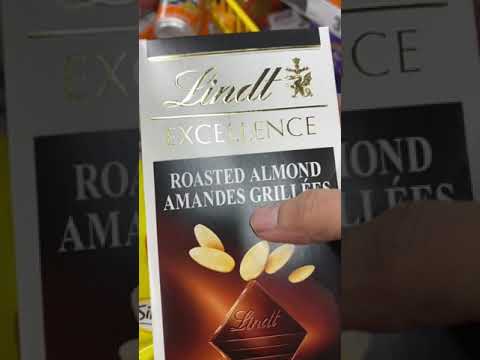 Lindt
EXCELLENCE
ROASTED ALMOND
AMANDES GRILLÉES
Lindt